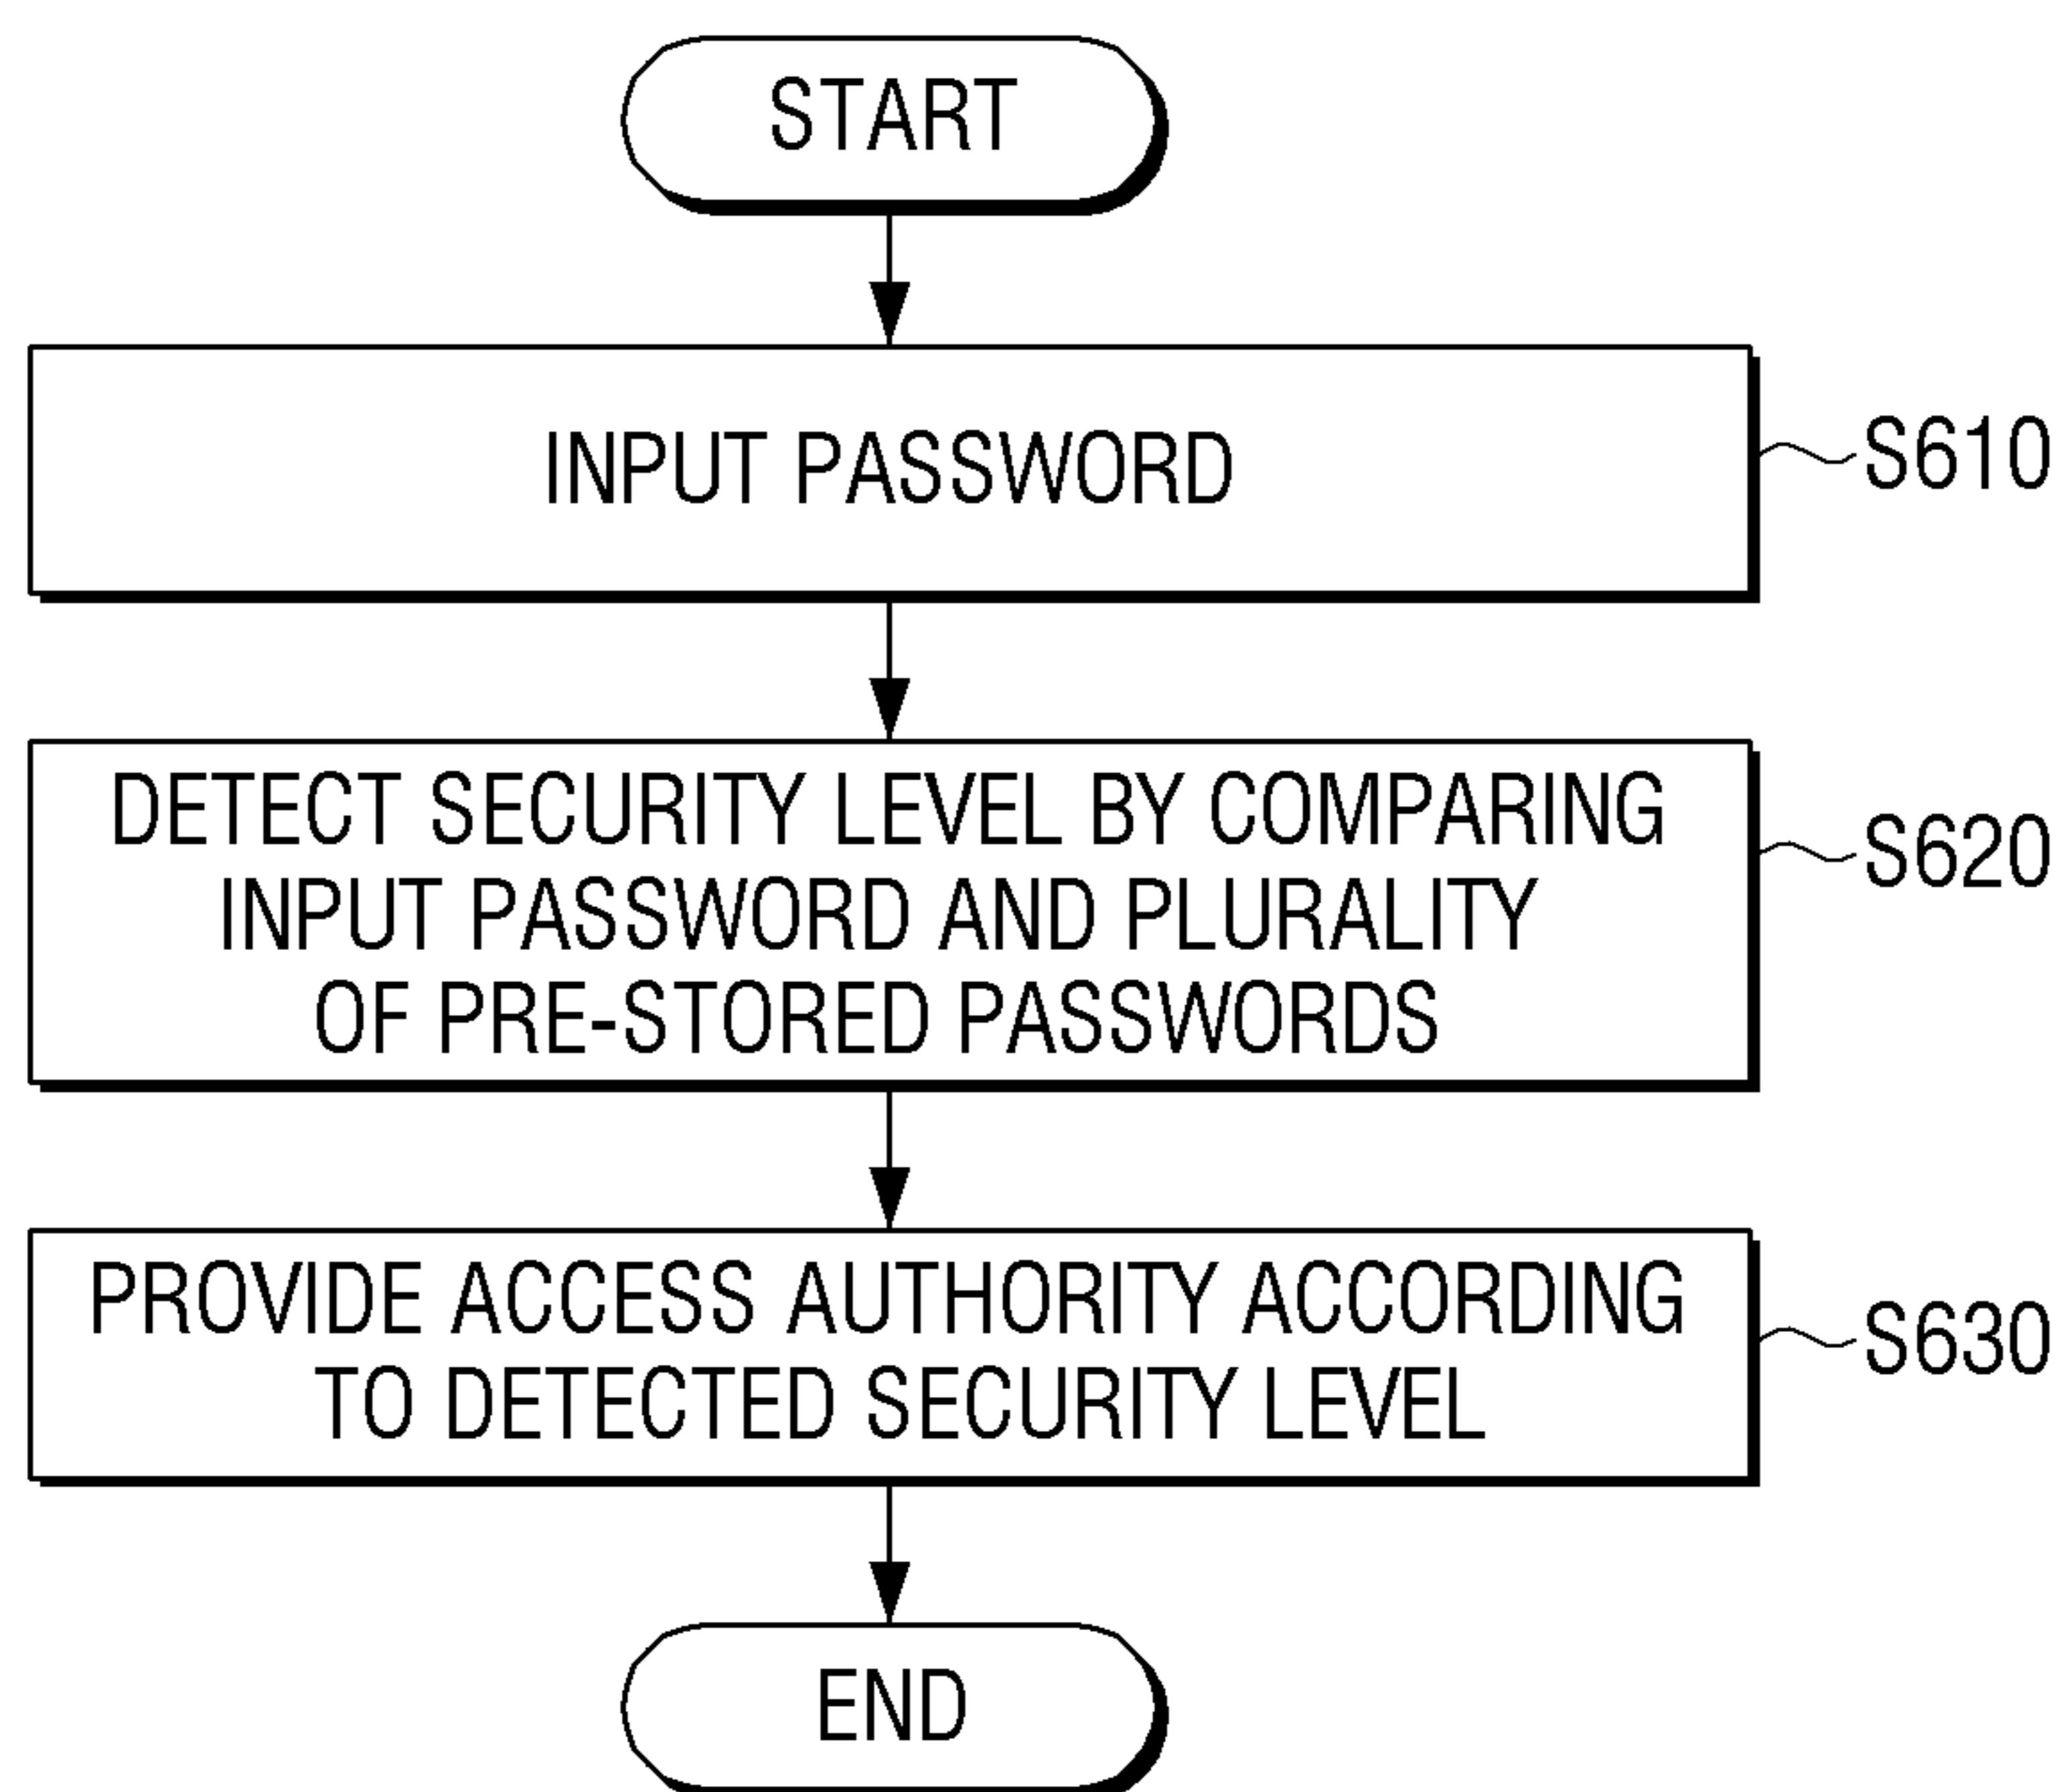 START
INPUT PASSWORD
S610
DETECT SECURITY LEVEL BY COMPARING
INPUT PASSWORD AND PLURALITY
OF PRE-STORED PASSWORDS
S620
PROVIDE ACCESS AUTHORITY ACCORDING
TO DETECTED SECURITY LEVEL
S630
END